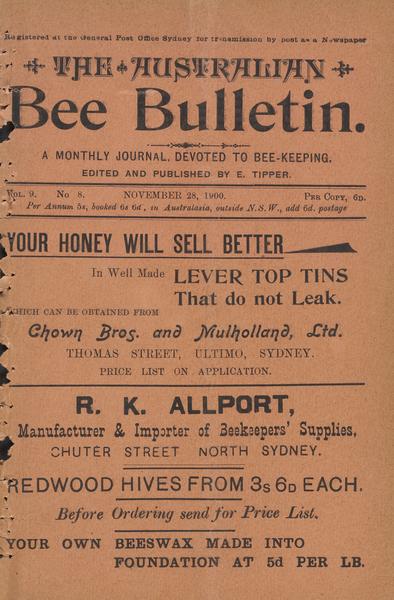 Registered at the General Post Office Sydney for transmission by post as a Newspaper
THE AUSTRALIAN
Bee Bulletin.
A MONTHLY JOURNAL, DEVOTED TO BEE-KEEPING.
EDITED AND PUBLISHED BY E. TIPPER.
VOL. 9. No 8. NOVEMBER 28, 1900. PER COPY, 6D.
Per Annum 5s, booked 6s 6d, in Australasia, outside N.S.W., add 6d. postage
YOUR HONEY WILL SELL BETTER
In Well Made LEVER TOP TINS
That do not Leak.
WHICH CAN BE OBTAINED FROM
Chown Bros. and Mulholland, Ltd.
THOMAS STREET, ULTIMO, SYDNEY.
PRICE LIST ON APPLICATION.
R. K. ALLPORT,
Manufacturer & Importer of Beekeepers' Supplies,
CHUTER STREET NORTH SYDNEY.
REDWOOD HIVES FROM 3s 6D EACH.
Before Ordering send for Price List.
YOUR OWN BEESWAX MADE INTO
FOUNDATION AT 5d PER LB.